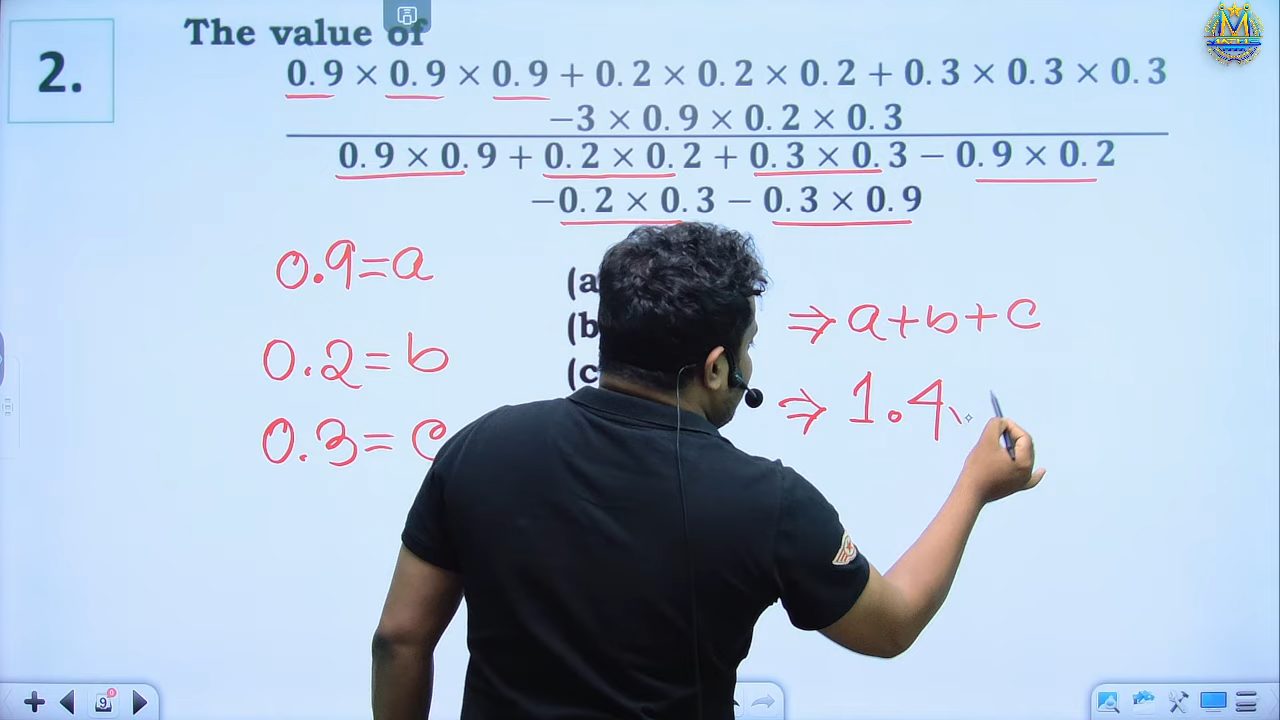 2.
The value of
0.9 × 0.9 × 0.9 + 0.2 × 0.2 × 0.2 + 0.3 × 0.3 × 0.3
−3 × 0.9 × 0.2 × 0.3
0.9 × 0.9 + 0.2 × 0.2 + 0.3 × 0.3 − 0.9 × 0.2
−0.2 × 0.3 − 0.3 × 0.9
0.9 = a
0.2 = b
0.3 = c
(a
(b
(c
⇒ a + b + c
⇒ 1.4
M
MATHS
9